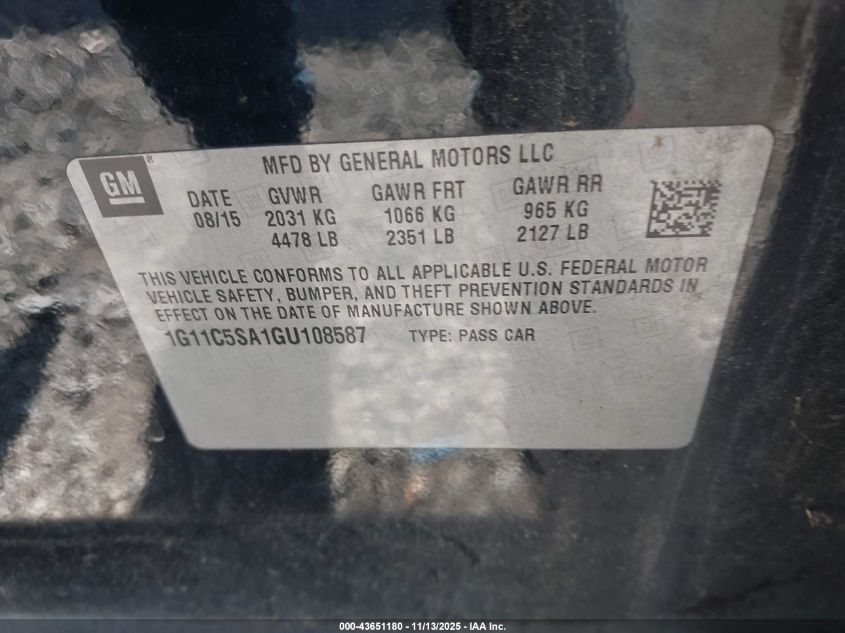 GM
MFD BY GENERAL MOTORS LLC
DATE GVWR GAWR FRT GAWR RR
08/15 2031 KG 1066 KG 965 KG
4478 LB 2351 LB 2127 LB
THIS VEHICLE CONFORMS TO ALL APPLICABLE U.S. FEDERAL MOTOR
VEHICLE SAFETY, BUMPER, AND THEFT PREVENTION STANDARDS IN
EFFECT ON THE DATE OF MANUFACTURE SHOWN ABOVE.
1G11C5SA1GU108587 TYPE: PASS CAR
000-43651180 - 11/13/2025 - IAA Inc.